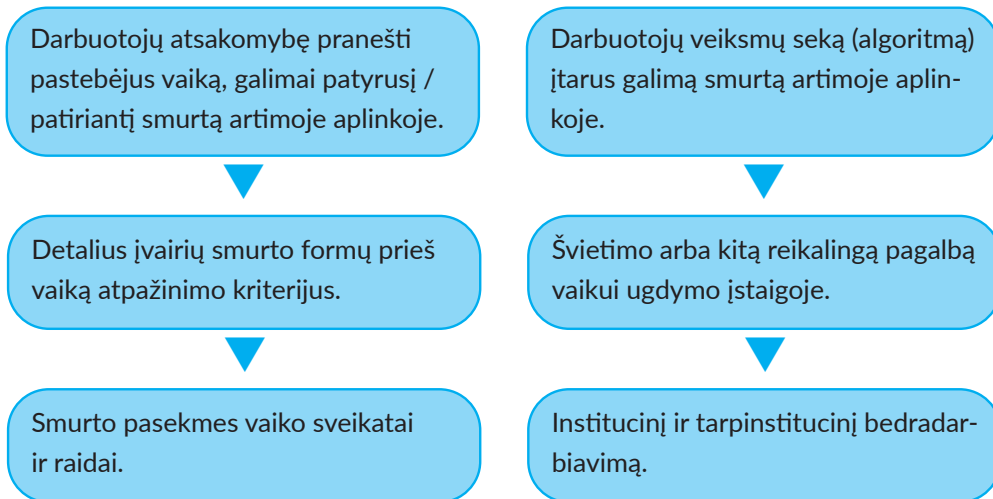 Darbuotojų atsakomybę pranešti
pastebėjus vaiką, galimai patyrusį /
patiriantį smurtą artimoje aplinkoje.
Detalius įvairių smurto formų prieš
vaiką atpažinimo kriterijus.
Smurto pasekmes vaiko sveikatai
ir raidai.
Darbuotojų veiksmų seką (algoritmą)
įtarus galimą smurtą artimoje aplin-
koje.
Švietimo arba kitą reikalingą pagalbą
vaikui ugdymo įstaigoje.
Institucinį ir tarpinstitucinį bedradar-
biavimą.